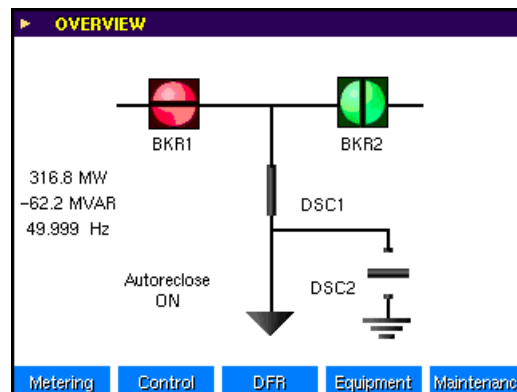 OVERVIEW
BKR1
BKR2
316.8 MW
-62.2 MVAR
49.999 Hz
DSC1
Autoreclose
ON
DSC2
Metering
Control
DFR
Equipment
Maintenanc